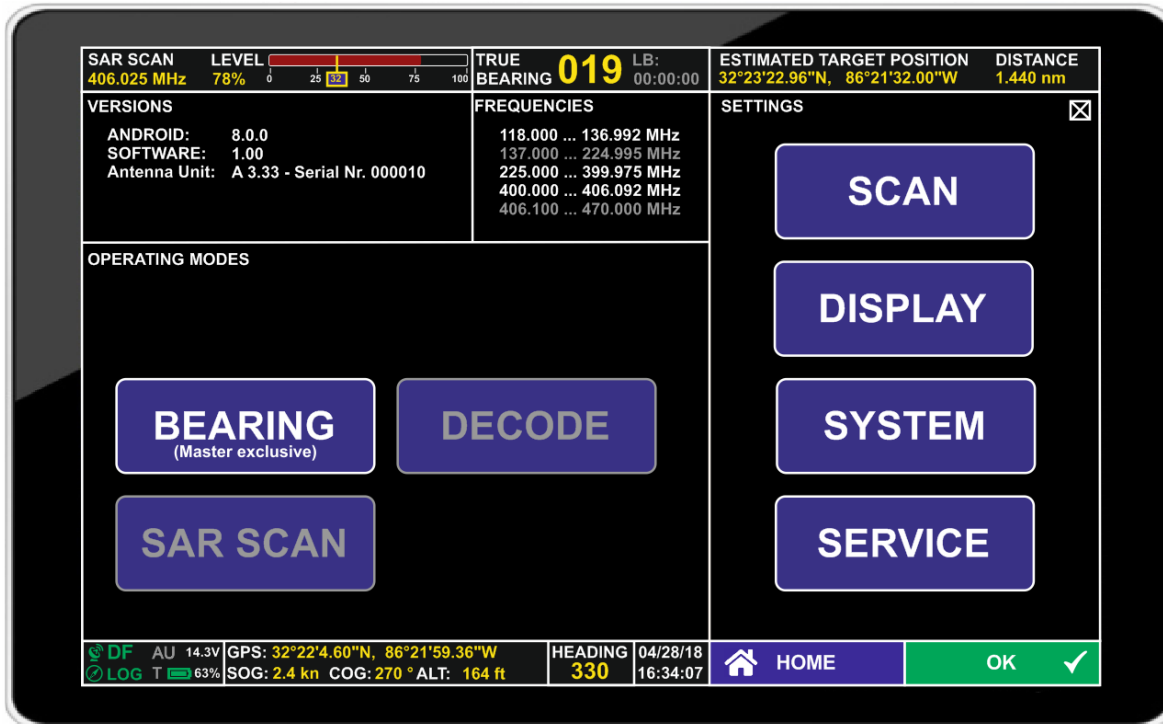 SAR SCAN LEVEL
406.025 MHz 78% 0 25 32 50 75 100
TRUE BEARING 019 LB: 00:00:00
ESTIMATED TARGET POSITION DISTANCE
32°23'22.96"N, 86°21'32.00"W 1.440 nm
VERSIONS
ANDROID: 8.0.0
SOFTWARE: 1.00
Antenna Unit: A 3.33 - Serial Nr. 000010
FREQUENCIES
118.000 ... 136.992 MHz
137.000 ... 224.995 MHz
225.000 ... 399.975 MHz
400.000 ... 406.092 MHz
406.100 ... 470.000 MHz
OPERATING MODES
BEARING
(Master exclusive)
DECODE
SAR SCAN
SETTINGS
SCAN
DISPLAY
SYSTEM
SERVICE
DF AU 14.3V
LOG T 63%
GPS: 32°22'4.60"N, 86°21'59.36"W
SOG: 2.4 kn COG: 270 ° ALT: 164 ft
HEADING
330
04/28/18
16:34:07
HOME
OK